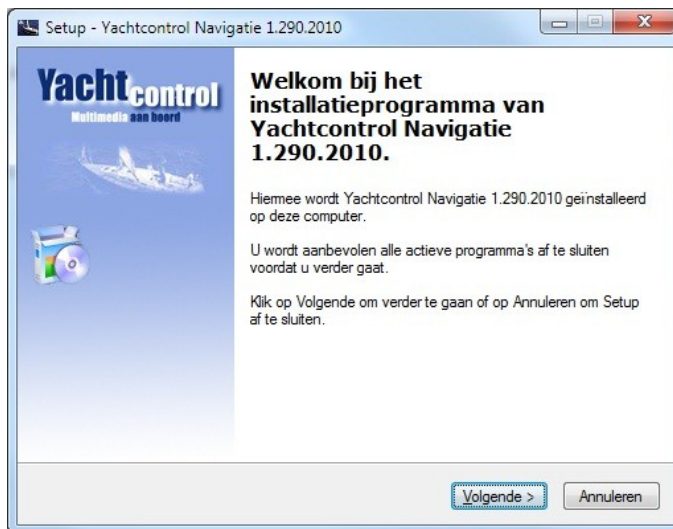 Setup - Yachtcontrol Navigatie 1.290.2010
Yachtcontrol
Multimedia aan boord
Welkom bij het
installatieprogramma van
Yachtcontrol Navigatie
1.290.2010.
Hiermee wordt Yachtcontrol Navigatie 1.290.2010 geïnstalleerd
op deze computer.
U wordt aanbevolen alle actieve programma's af te sluiten
voordat u verder gaat.
Klik op Volgende om verder te gaan of op Annuleren om Setup
af te sluiten.
Volgende >
Annuleren